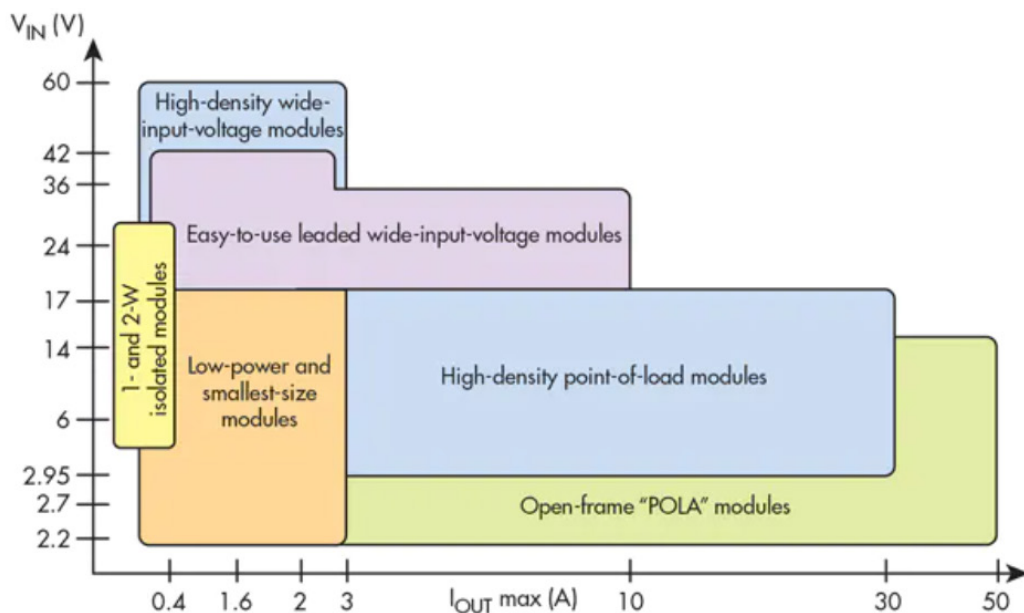 V_IN (V)
60
42
36
24
17
14
6
2.95
2.7
2.2
High-density wide-
input-voltage modules
Easy-to-use leaded wide-input-voltage modules
1- and 2-W
isolated modules
Low-power and
smallest-size
modules
High-density point-of-load modules
Open-frame “POLA” modules
0.4 1.6 2 3 I_OUT max (A) 10 30 50